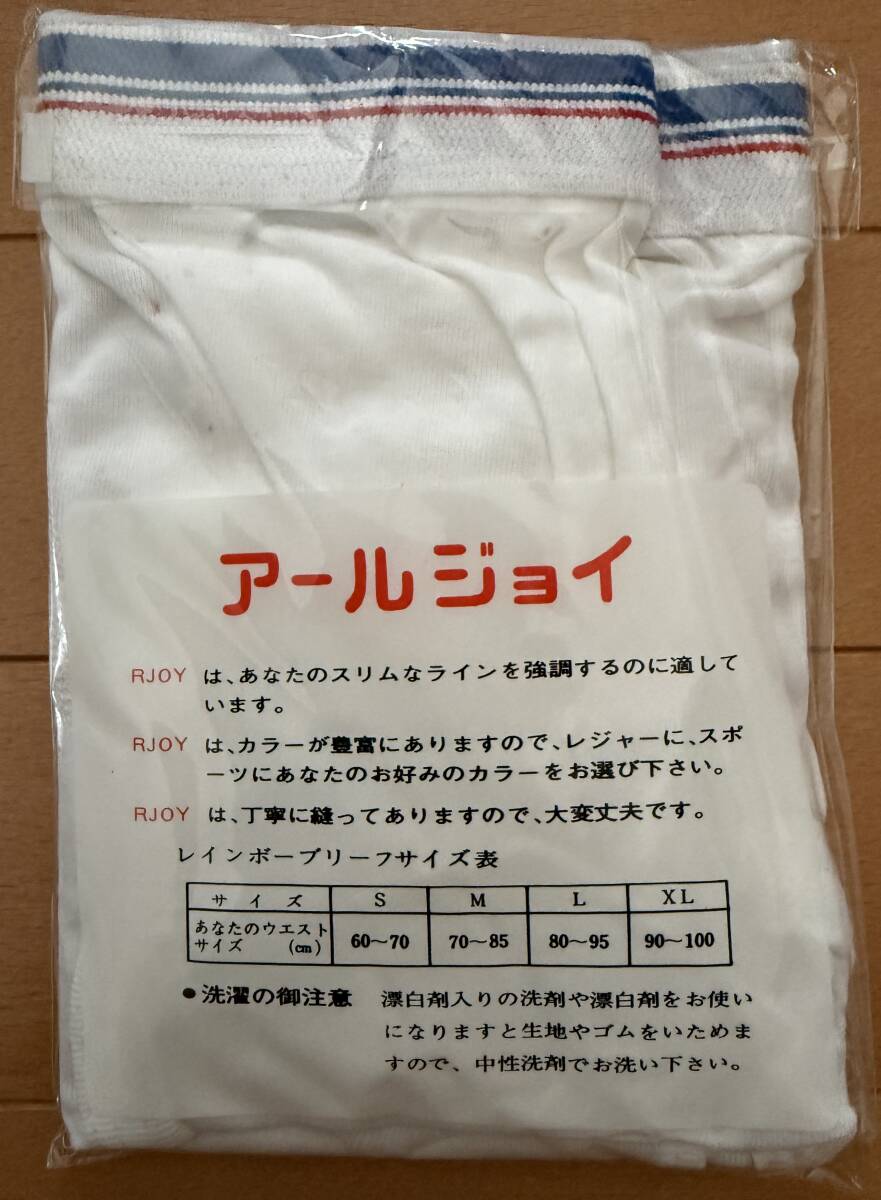 アールジョイ
RJOY は、あなたのスリムなラインを強調するのに適して
います。
RJOY は、カラーが豊富にありますので、レジャーに、スポ
ーツにあなたのお好みのカラーをお選び下さい。
RJOY は、丁寧に縫ってありますので、大変丈夫です。
レインボーブリーフサイズ表
サイズ S M L XL
あなたのウエスト
サイズ (cm) 60〜70 70〜85 80〜95 90〜100
●洗濯の御注意 漂白剤入りの洗剤や漂白剤をお使い
になりますと生地やゴムをいためま
すので、中性洗剤でお洗い下さい。